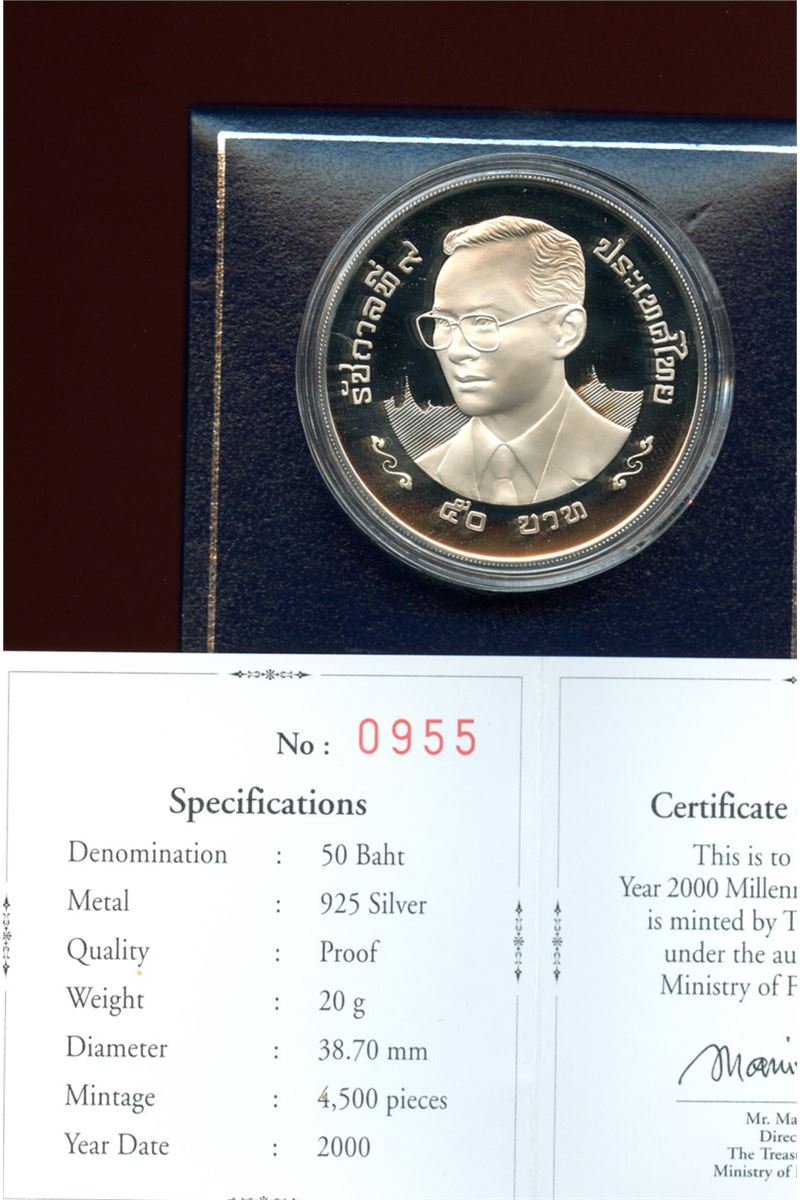 รัชกาลที่ ๙
ประเทศไทย
๕๐ บาท
No : 0955
Specifications
Denomination : 50 Baht
Metal : 925 Silver
Quality : Proof
Weight : 20 g
Diameter : 38.70 mm
Mintage : 4,500 pieces
Year Date : 2000
Certificate
This is to
Year 2000 Millenn
is minted by T
under the au
Ministry of F
Mr. Ma
Direc
The Treas
Ministry of